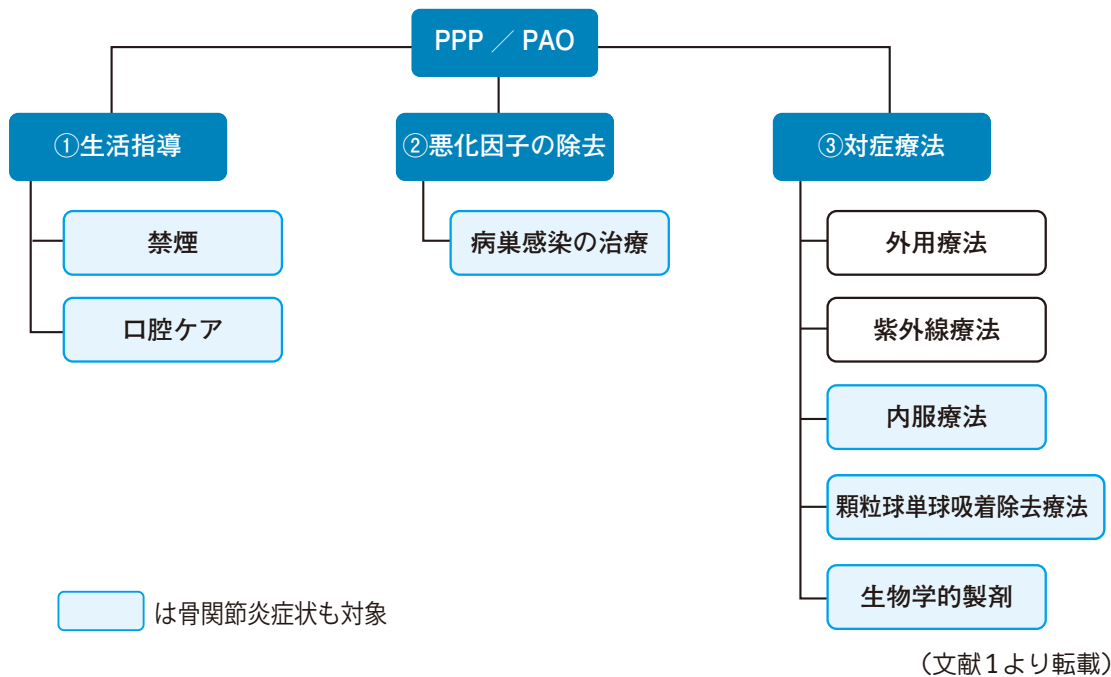 PPP ／ PAO
①生活指導
禁煙
口腔ケア
②悪化因子の除去
病巣感染の治療
③対症療法
外用療法
紫外線療法
内服療法
顆粒球単球吸着除去療法
生物学的製剤
は骨関節炎症状も対象
（文献1より転載）